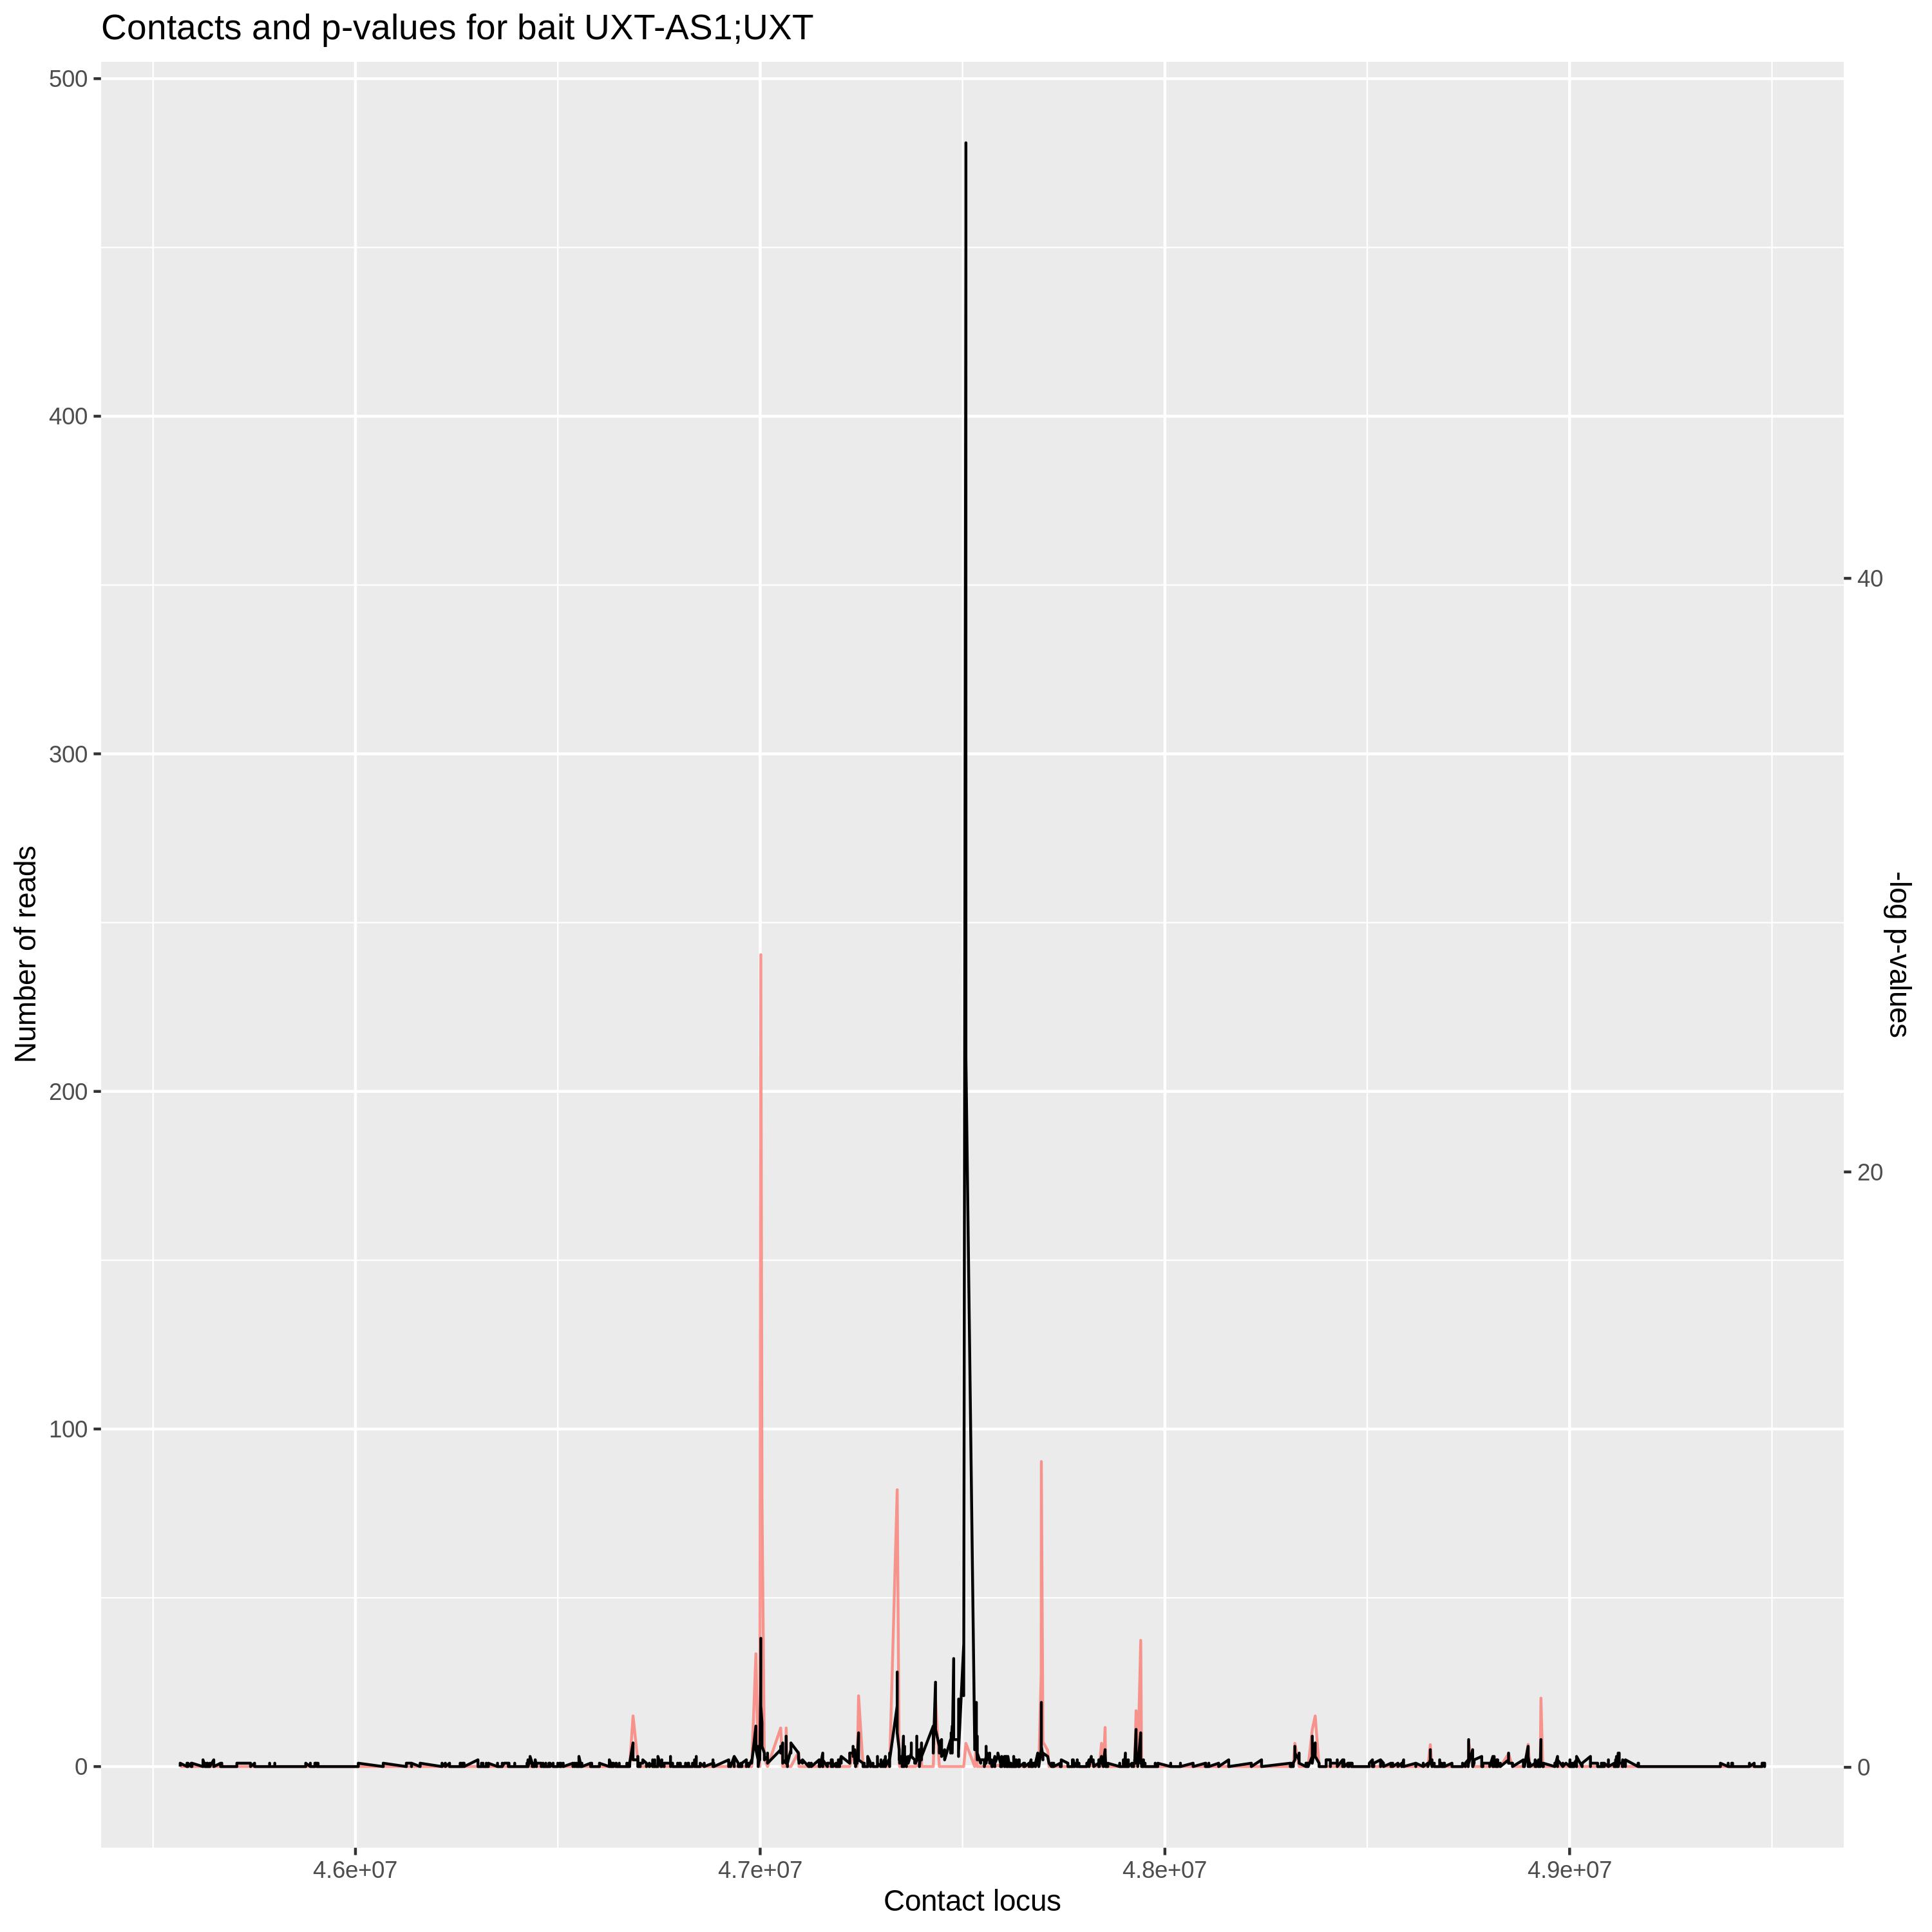 Contacts and p-values for bait UXT-AS1;UXT
500
400
300
200
100
0
Number of reads
40
20
0
-log p-values
4.6e+07
4.7e+07
4.8e+07
4.9e+07
Contact locus